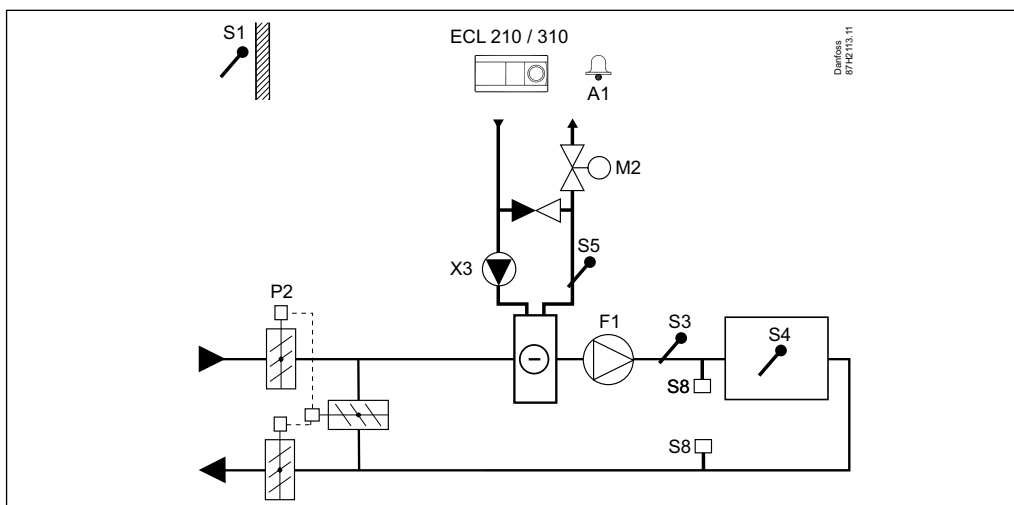 S1
ECL 210 / 310
A1
Danfoss
87H2113.11
M2
S5
X3
P2
F1
S3
S4
S8
S8